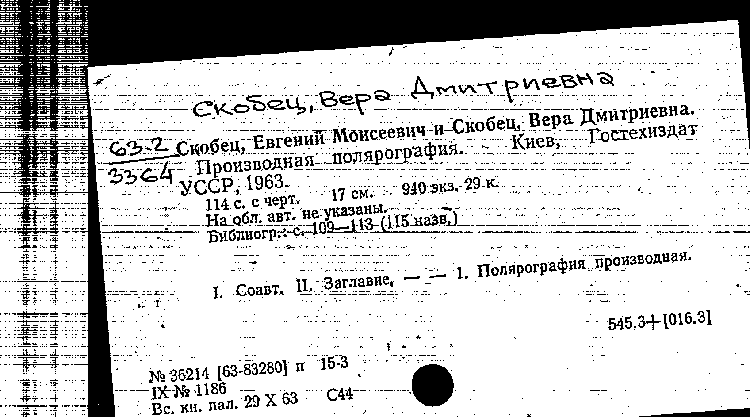 Скобец, Вера Дмитриевна
63-2 Скобец, Евгений Моисеевич и Скобец, Вера Дмитриевна.
3364 Производная полярография. Киев, Гостехиздат
УССР, 1963.
114 с. с черт. 17 см. 940 экз. 29 к.
На обл. авт. не указаны.
Библиогр.: с. 109—113 (115 назв.)
I. Соавт. II. Заглавие. — — 1. Полярография производная.
545.3+[016.3]
№ 36214 [63-83280] п 15-3
IX № 1186
Вс. кн. пал. 29 X 63 С44